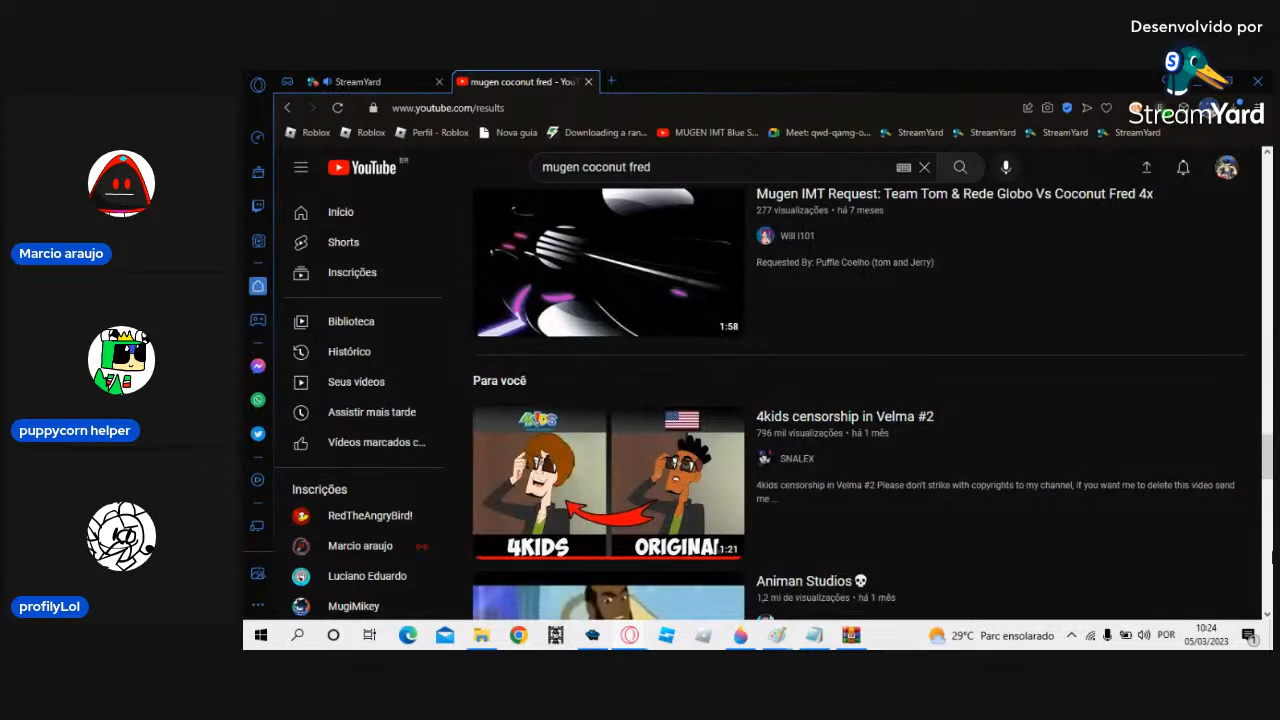 Desenvolvido por
StreamYard
StreamYard
mugen coconut fred - YouT
www.youtube.com/results
Roblox
Roblox
Perfil - Roblox
Nova guia
Downloading a ran...
MUGEN IMT Blue S...
Meet: qwd-qamg-o...
StreamYard
StreamYard
StreamYard
StreamYard
YouTube BR
mugen coconut fred
Início
Shorts
Inscrições
Biblioteca
Histórico
Seus vídeos
Assistir mais tarde
Vídeos marcados c...
Inscrições
RedTheAngryBird!
Marcio araujo
Luciano Eduardo
MugiMikey
Mugen IMT Request: Team Tom & Rede Globo Vs Coconut Fred 4x
277 visualizações • há 7 meses
Will I101
Requested By: Puffle Coelho (tom and Jerry)
1:58
Para você
4KIDS
4KIDS
ORIGINAL
1:21
4kids censorship in Velma #2
796 mil visualizações • há 1 mês
SNALEX
4kids censorship in Velma #2 Please don't strike with copyrights to my channel, if you want me to delete this video send
me ...
Animan Studios
1,2 mi de visualizações • há 1 mês
Marcio araujo
puppycorn helper
profilyLol
29°C Parc ensolarado
POR
10:24
05/03/2023